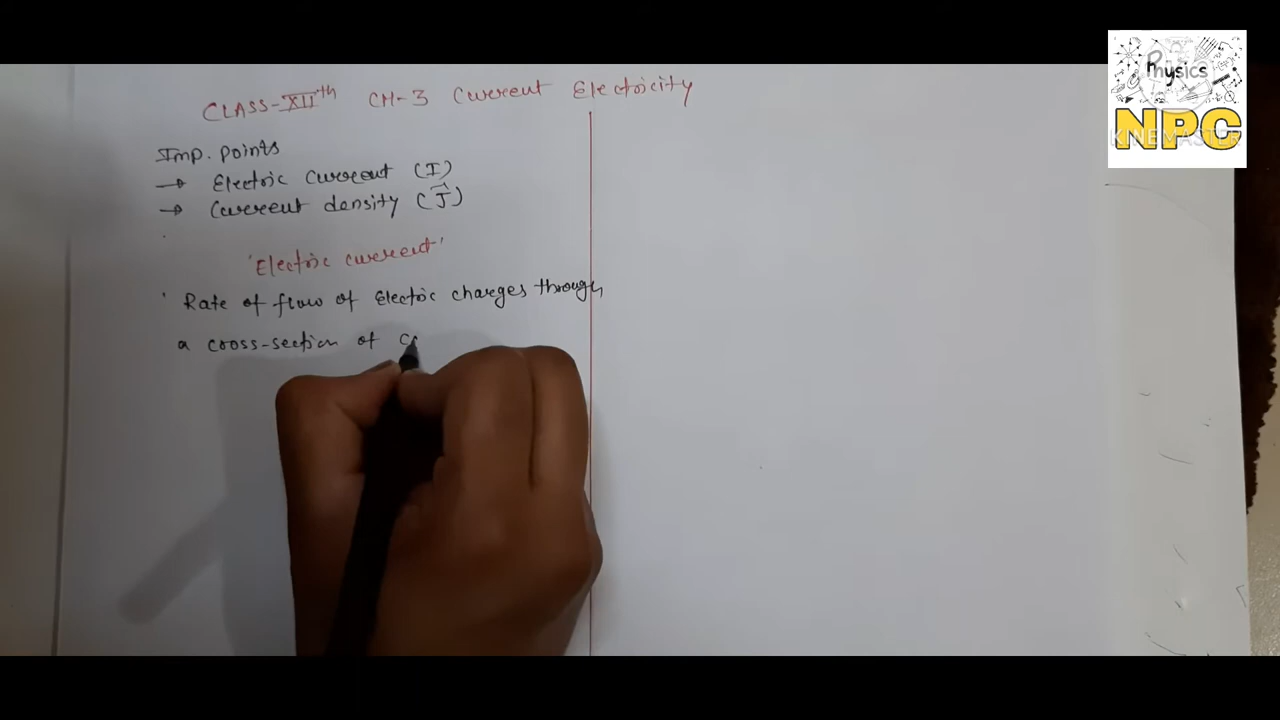 CLASS-XIIth CH-3 Current Electricity
Imp. points
→ Electric current (I)
→ Current density (J⃗)
'Electric current'
' Rate of flow of Electric charges through
a cross-section of
Physics
NPC
KINEMASTER